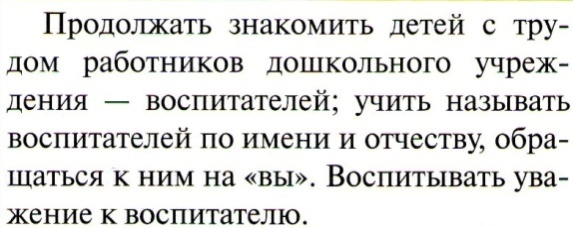 Продолжать знакомить детей с тру-
дом работников дошкольного учреж-
дения — воспитателей; учить называть
воспитателей по имени и отчеству, обра-
щаться к ним на «вы». Воспитывать ува-
жение к воспитателю.